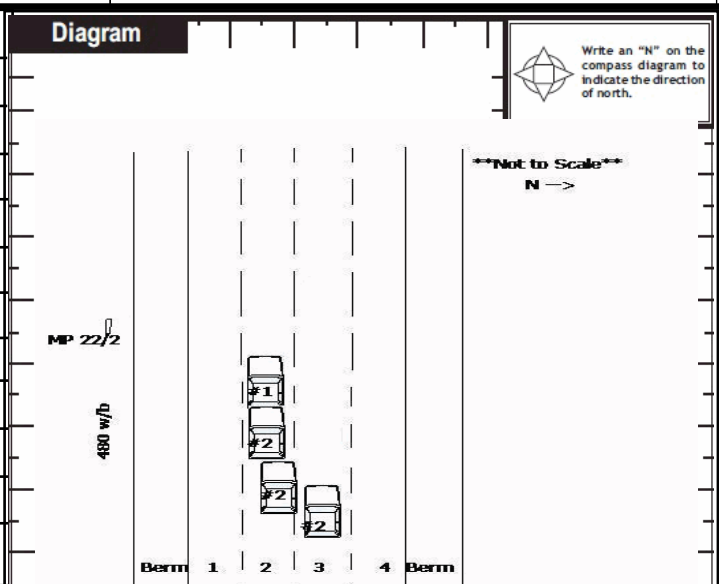 Diagram
Write an “N” on the
compass diagram to
indicate the direction
of north.
**Not to Scale**
N -->
MP 22/2
480 w/b
#1
#2
#2
#2
Berm 1 2 3 4 Berm